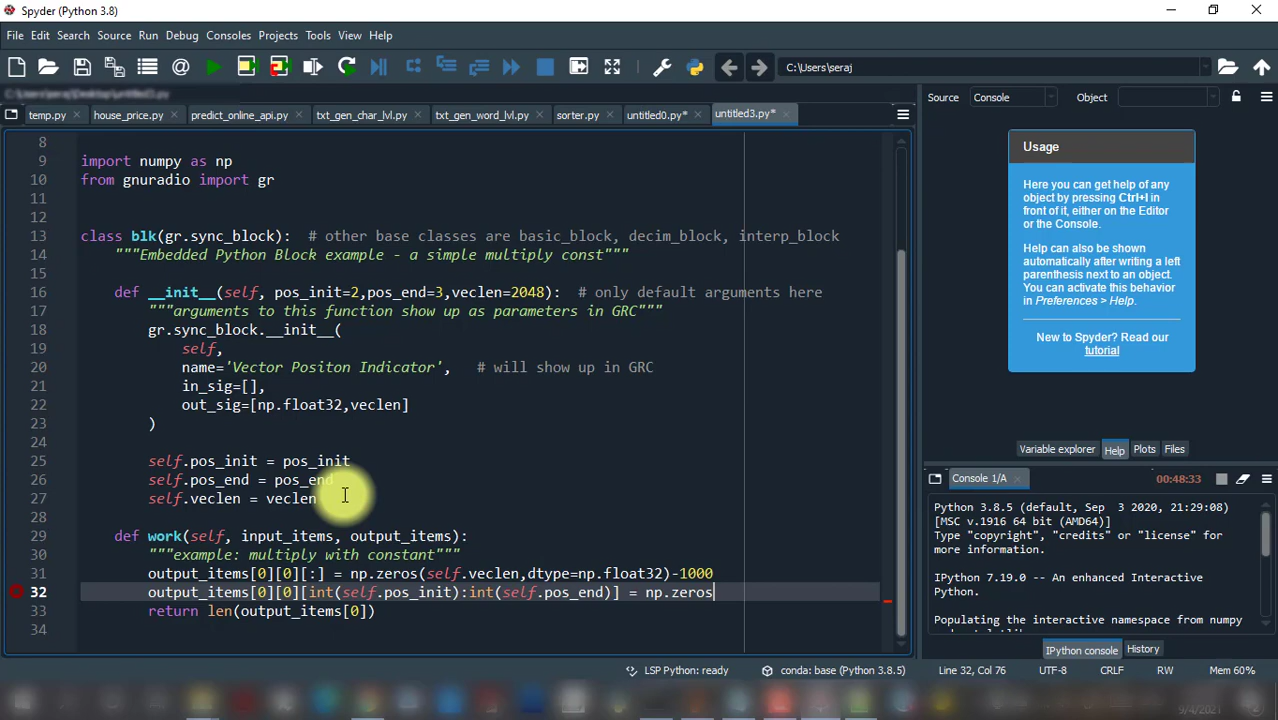 Spyder (Python 3.8)
File Edit Search Source Run Debug Consoles Projects Tools View Help
C:\Users\seraj
temp.py house_price.py predict_online_api.py txt_gen_char_lvl.py txt_gen_word_lvl.py sorter.py untitled0.py* untitled3.py*
8
9 import numpy as np
10 from gnuradio import gr
11
12
13 class blk(gr.sync_block):  # other base classes are basic_block, decim_block, interp_block
14 """Embedded Python Block example - a simple multiply const"""
15
16 def __init__(self, pos_init=2,pos_end=3,veclen=2048):  # only default arguments here
17 """arguments to this function show up as parameters in GRC"""
18 gr.sync_block.__init__(
19 self,
20 name='Vector Positon Indicator',   # will show up in GRC
21 in_sig=[],
22 out_sig=[np.float32,veclen]
23 )
24
25 self.pos_init = pos_init
26 self.pos_end = pos_end
27 self.veclen = veclen
28
29 def work(self, input_items, output_items):
30 """example: multiply with constant"""
31 output_items[0][0][:] = np.zeros(self.veclen,dtype=np.float32)-1000
32 output_items[0][0][int(self.pos_init):int(self.pos_end)] = np.zeros
33 return len(output_items[0])
34
Source Console Object
Usage
Here you can get help of any
object by pressing Ctrl+I in
front of it, either on the Editor
or the Console.
Help can also be shown
automatically after writing a left
parenthesis next to an object.
You can activate this behavior
in Preferences > Help.
New to Spyder? Read our
tutorial
Variable explorer Help Plots Files
Console 1/A 00:48:33
Python 3.8.5 (default, Sep  3 2020, 21:29:08)
[MSC v.1916 64 bit (AMD64)]
Type "copyright", "credits" or "license" for
more information.
IPython 7.19.0 -- An enhanced Interactive
Python.
Populating the interactive namespace from numpy
IPython console History
LSP Python: ready conda: base (Python 3.8.5) Line 32, Col 76 UTF-8 CRLF RW Mem 60%
9/4/2021